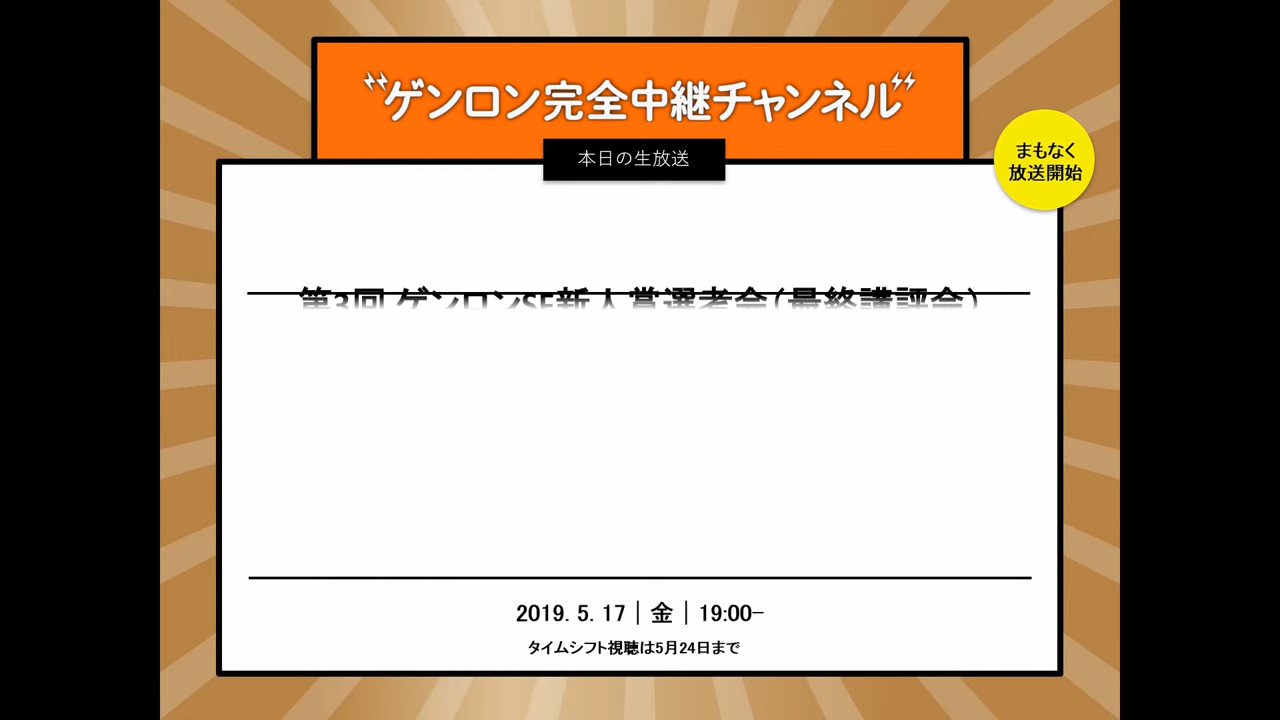 ゲンロン完全中継チャンネル
本日の生放送
まもなく
放送開始
第3回 ゲンロンSF新人賞選考会(最終講評会)
2019. 5. 17│金│19:00−
タイムシフト視聴は5月24日まで